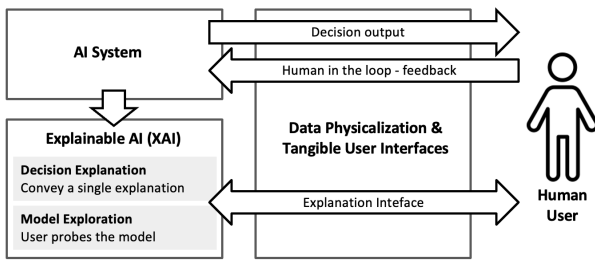 AI System
Decision output
Human in the loop - feedback
Explainable AI (XAI)
Decision Explanation
Convey a single explanation
Model Exploration
User probes the model
Data Physicalization &
Tangible User Interfaces
Explanation Inteface
Human
User